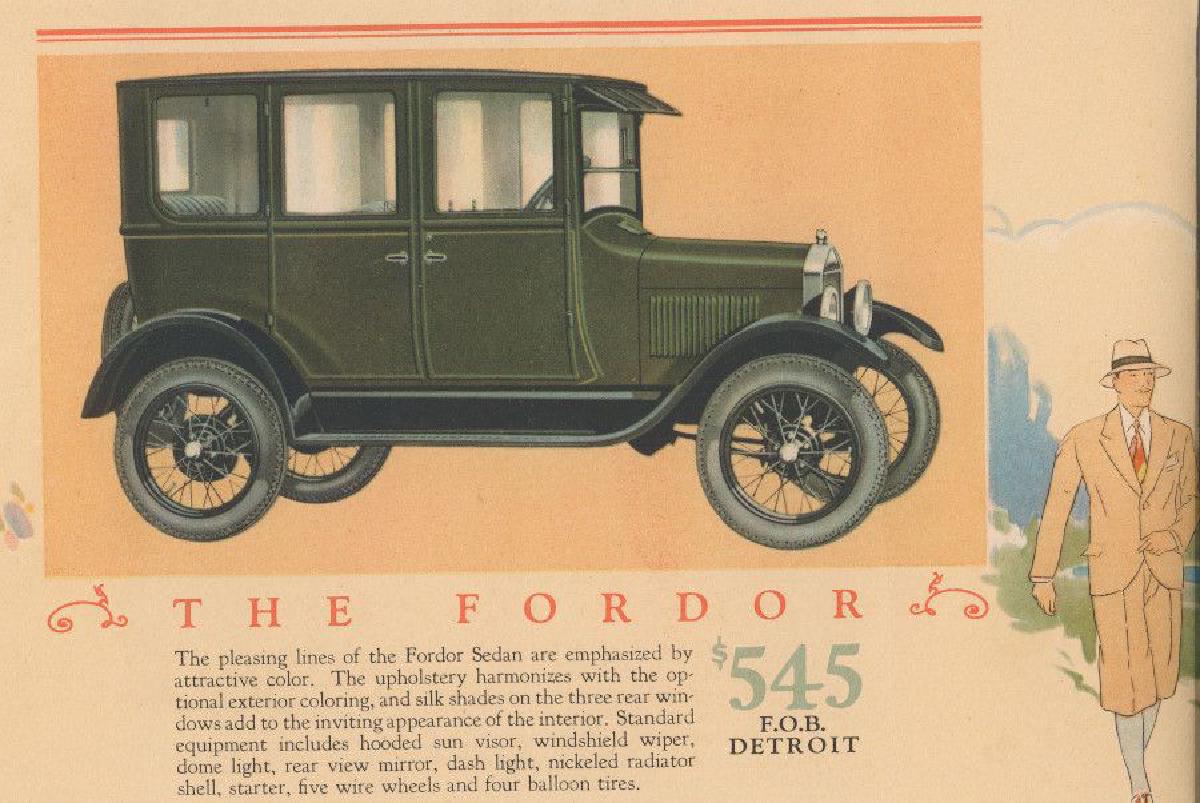 THE FORDOR
The pleasing lines of the Fordor Sedan are emphasized by
attractive color. The upholstery harmonizes with the op-
tional exterior coloring, and silk shades on the three rear win-
dows add to the inviting appearance of the interior. Standard
equipment includes hooded sun visor, windshield wiper,
dome light, rear view mirror, dash light, nickeled radiator
shell, starter, five wire wheels and four balloon tires.
$545
F.O.B.
DETROIT